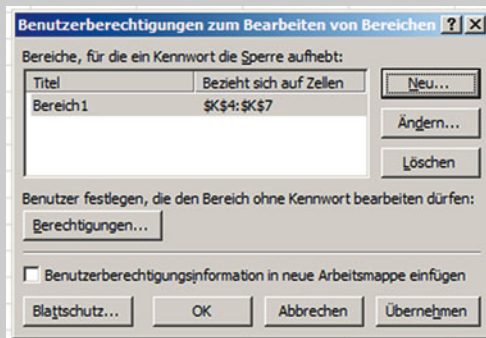 Benutzerberechtigungen zum Bearbeiten von Bereichen
Bereiche, für die ein Kennwort die Sperre aufhebt:
Titel Bezieht sich auf Zellen
Bereich1 $K$4:$K$7
Neu...
Ändern...
Löschen
Benutzer festlegen, die den Bereich ohne Kennwort bearbeiten dürfen:
Berechtigungen...
Benutzerberechtigungsinformation in neue Arbeitsmappe einfügen
Blattschutz... OK Abbrechen Übernehmen